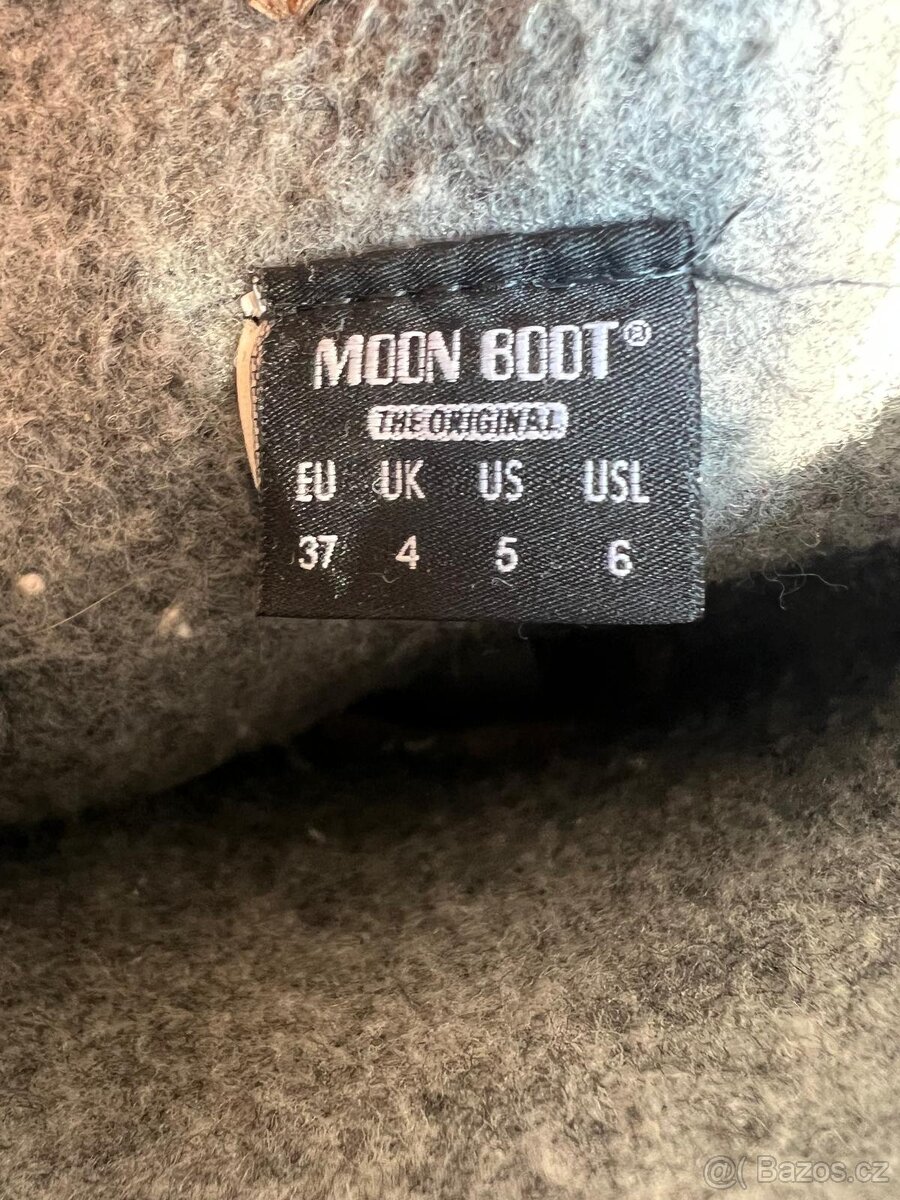 MOON BOOT®
THE ORIGINAL
EU UK US USL
37 4 5 6
@( Bazos.cz